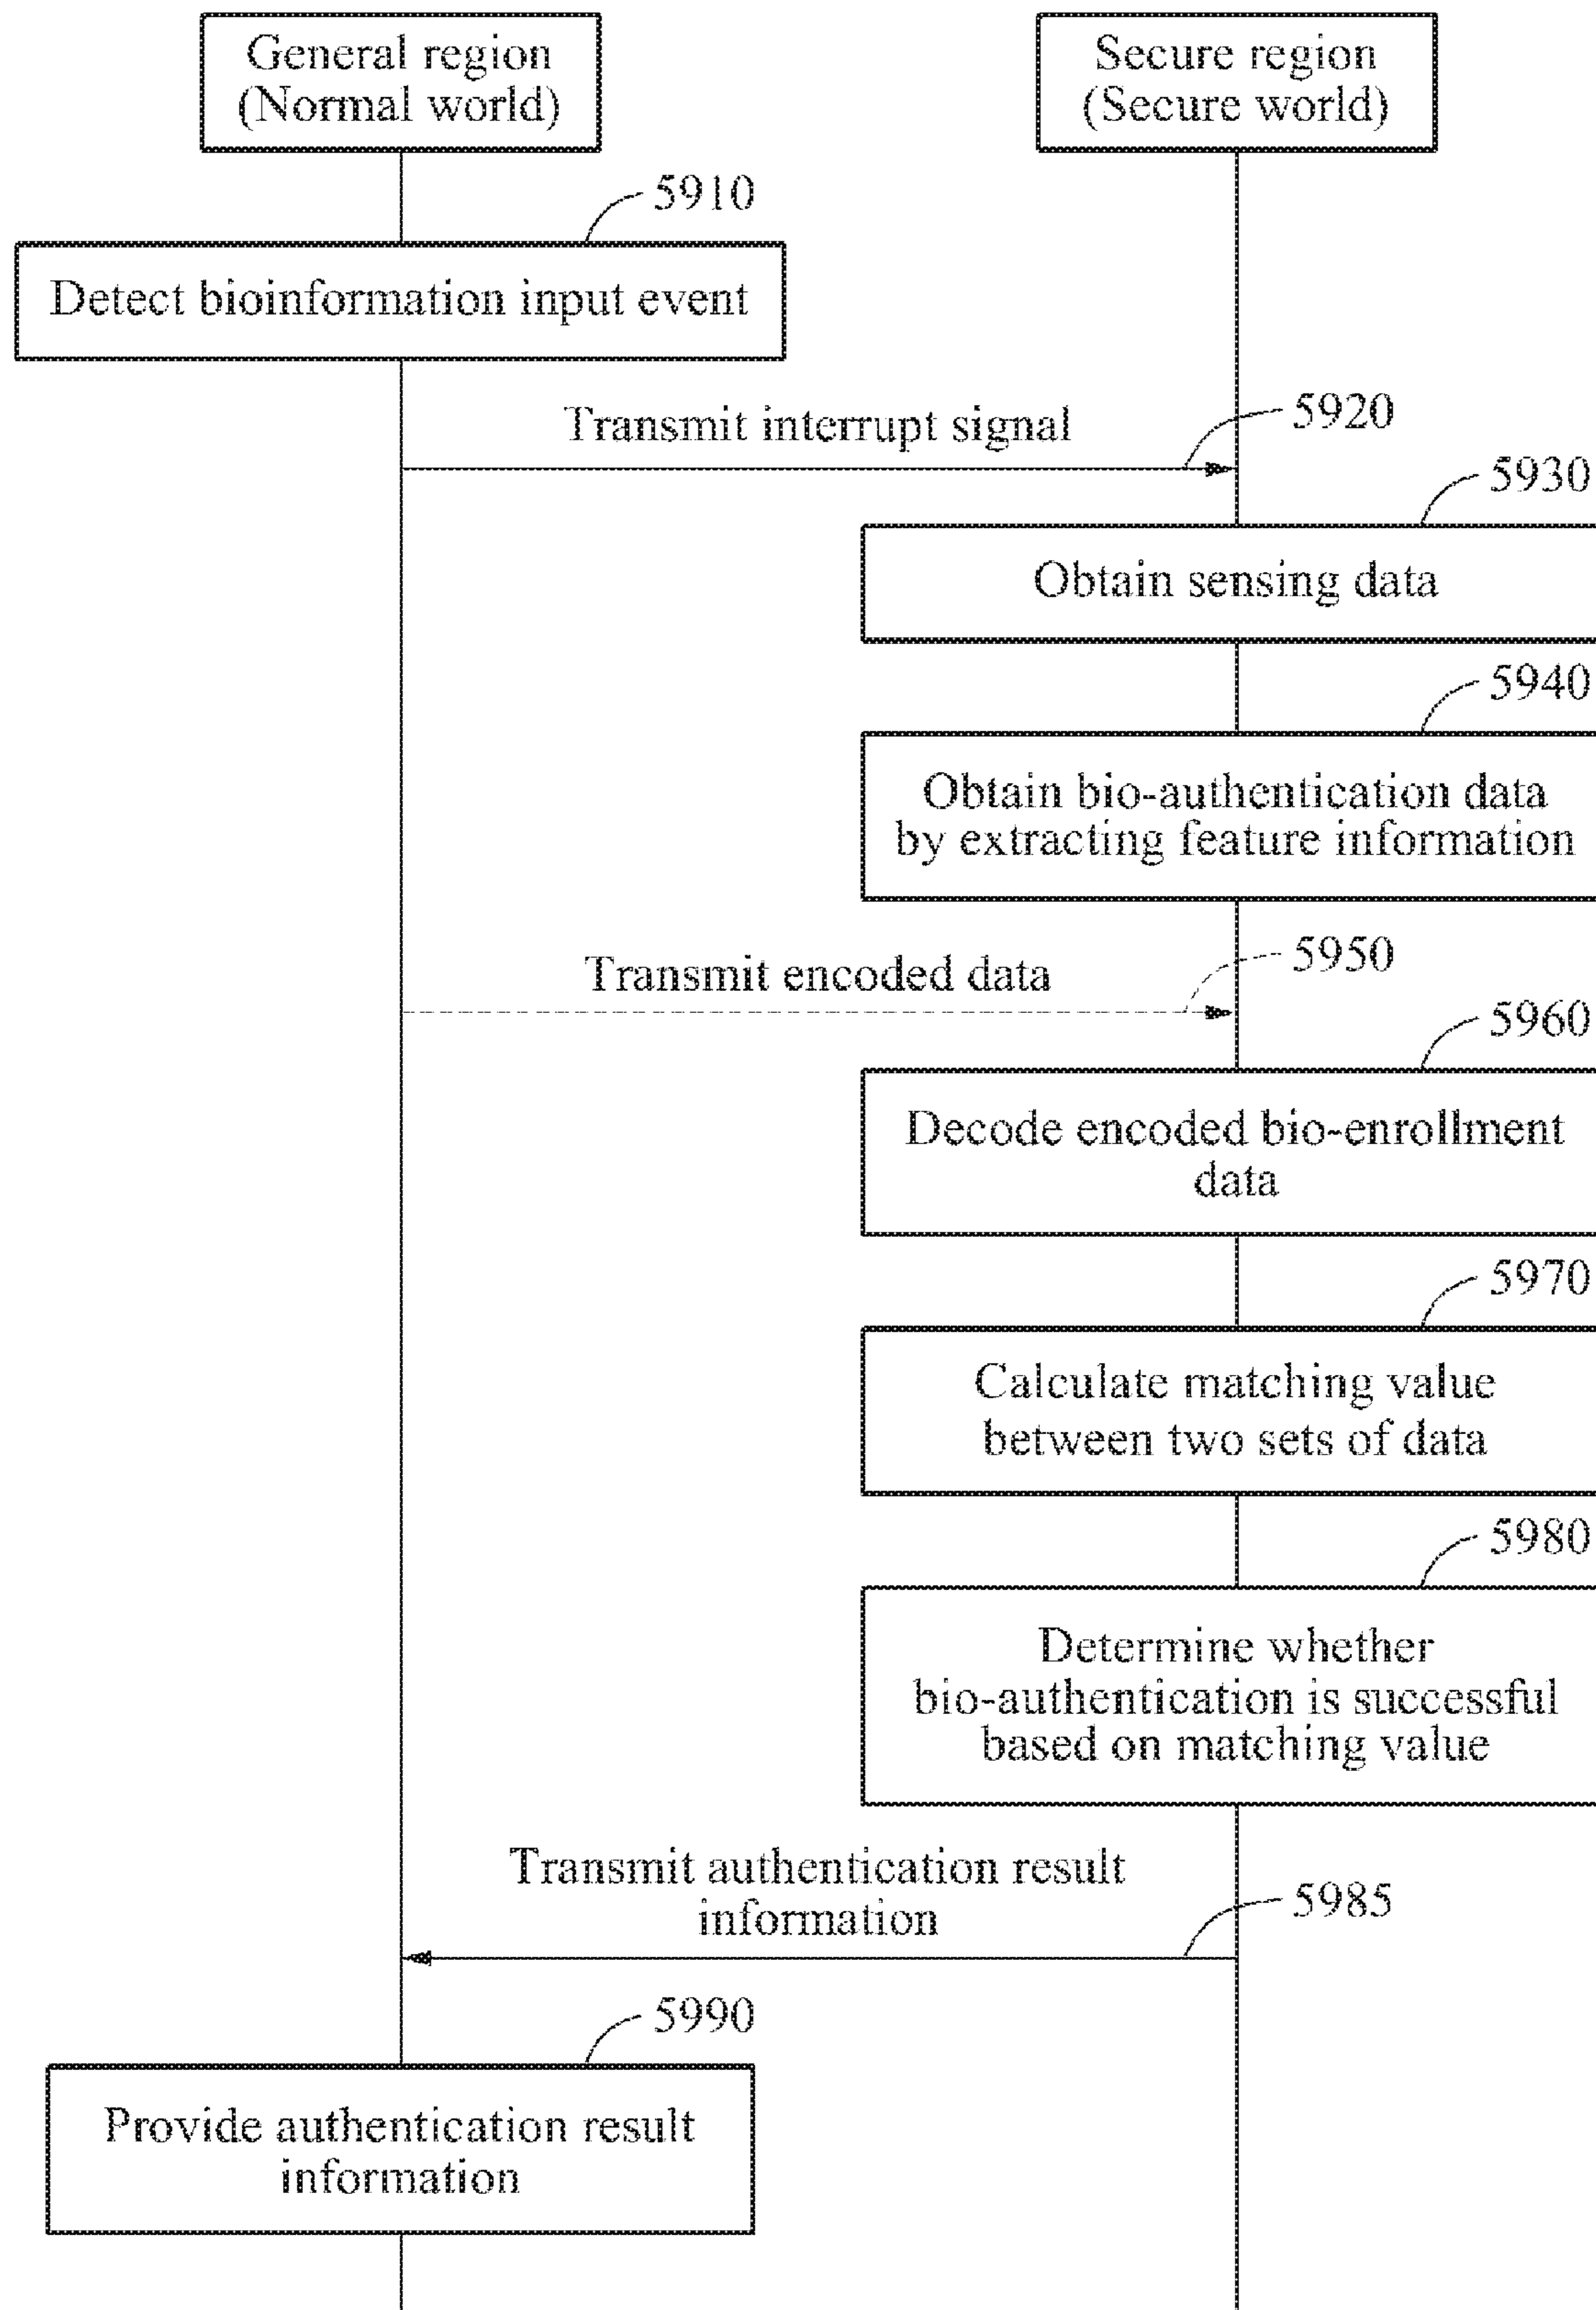 General region
(Normal world)
Secure region
(Secure world)
5910
Detect bioinformation input event
Transmit interrupt signal
5920
5930
Obtain sensing data
5940
Obtain bio-authentication data
by extracting feature information
Transmit encoded data
5950
5960
Decode encoded bio-enrollment
data
5970
Calculate matching value
between two sets of data
5980
Determine whether
bio-authentication is successful
based on matching value
Transmit authentication result
information
5985
5990
Provide authentication result
information